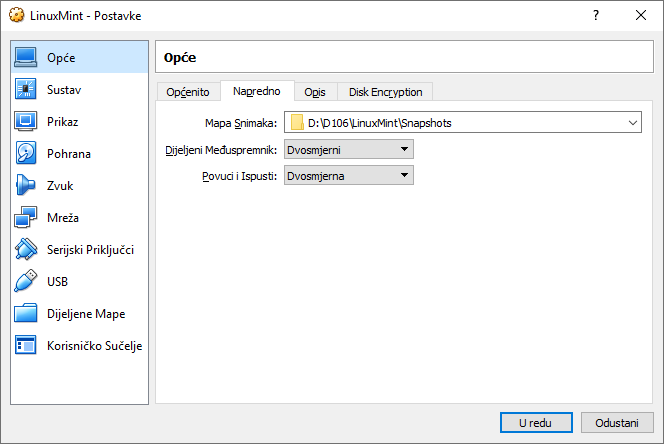 LinuxMint - Postavke
?
Opće
Sustav
Prikaz
Pohrana
Zvuk
Mreža
Serijski Priključci
USB
Dijeljene Mape
Korisničko Sučelje
Opće
Općenito
Napredno
Opis
Disk Encryption
Mapa Snimaka: D:\D106\LinuxMint\Snapshots
Dijeljeni Međuspremnik: Dvosmjerni
Povuci i Ispusti: Dvosmjerna
U redu
Odustani